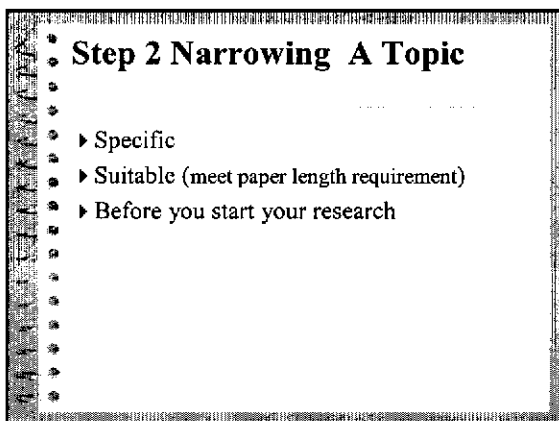 Step 2 Narrowing A Topic
Specific
Suitable (meet paper length requirement)
Before you start your research